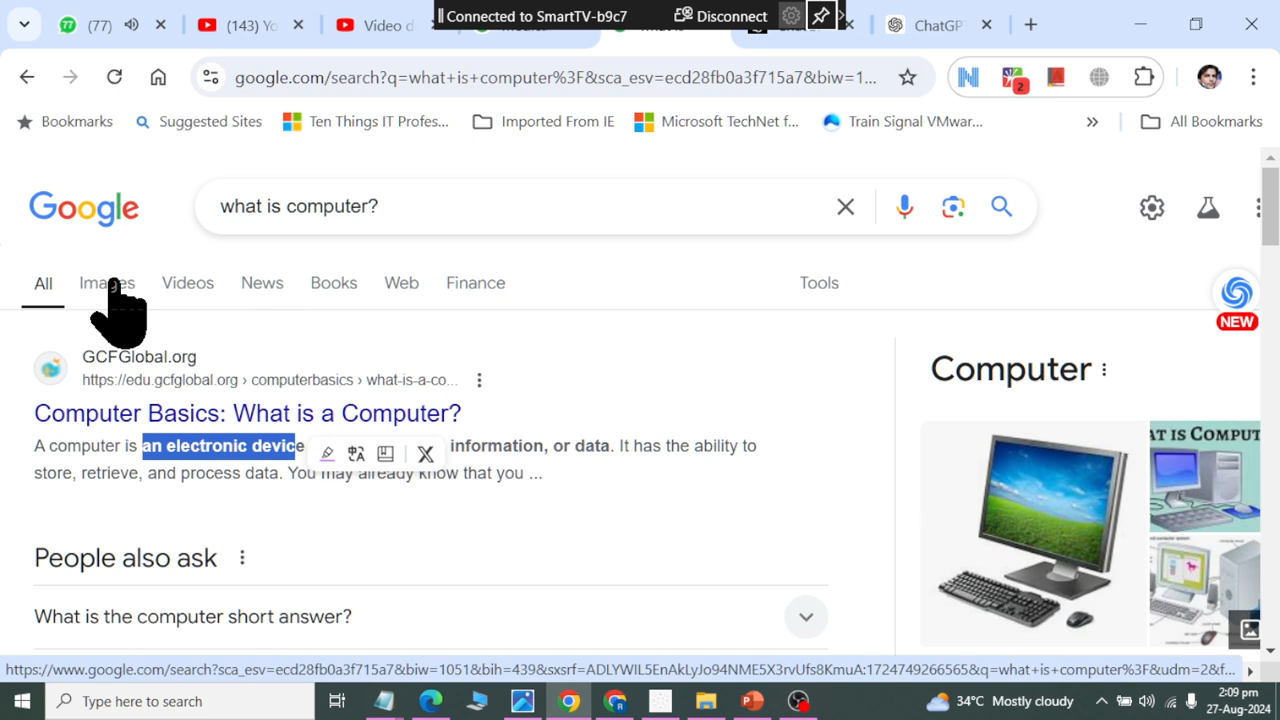 (77)
(143) Yo
Video d
Connected to SmartTV-b9c7
Disconnect
ChatGP
google.com/search?q=what+is+computer%3F&sca_esv=ecd28fb0a3f715a7&biw=1...
2
Bookmarks
Suggested Sites
Ten Things IT Profes...
Imported From IE
Microsoft TechNet f...
Train Signal VMwar...
All Bookmarks
Google
what is computer?
All
Images
Videos
News
Books
Web
Finance
Tools
NEW
GCFGlobal.org
https://edu.gcfglobal.org › computerbasics › what-is-a-co...
Computer Basics: What is a Computer?
A computer is an electronic device information, or data. It has the ability to
store, retrieve, and process data. You may already know that you ...
Computer
AT IS COMPUT
People also ask
What is the computer short answer?
https://www.google.com/search?sca_esv=ecd28fb0a3f715a7&biw=1051&bih=439&sxsrf=ADLYWIL5EnAkLyJo94NME5X3rvUfs8KmuA:1724749266565&q=what+is+computer%3F&udm=2&f...
Type here to search
34°C Mostly cloudy
2:09 pm
27-Aug-2024